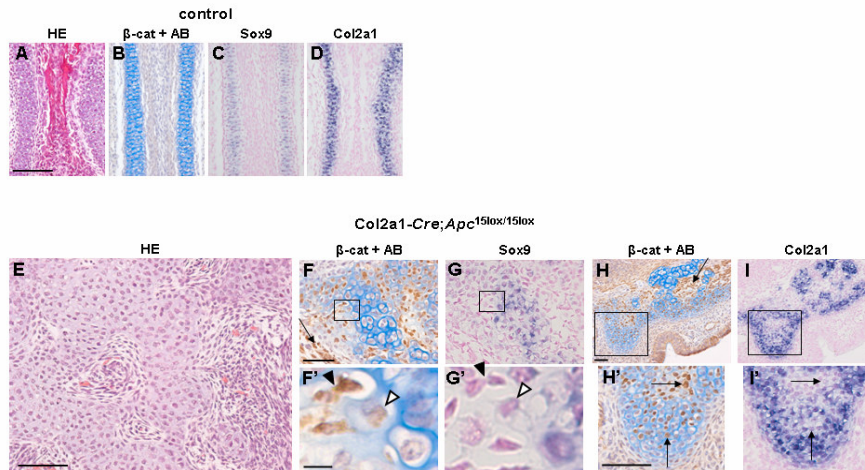 control
HE β-cat + AB Sox9 Col2a1
A B C D
Col2a1-Cre;Apc15lox/15lox
HE β-cat + AB Sox9 β-cat + AB Col2a1
E F G H I
F' G' H' I'